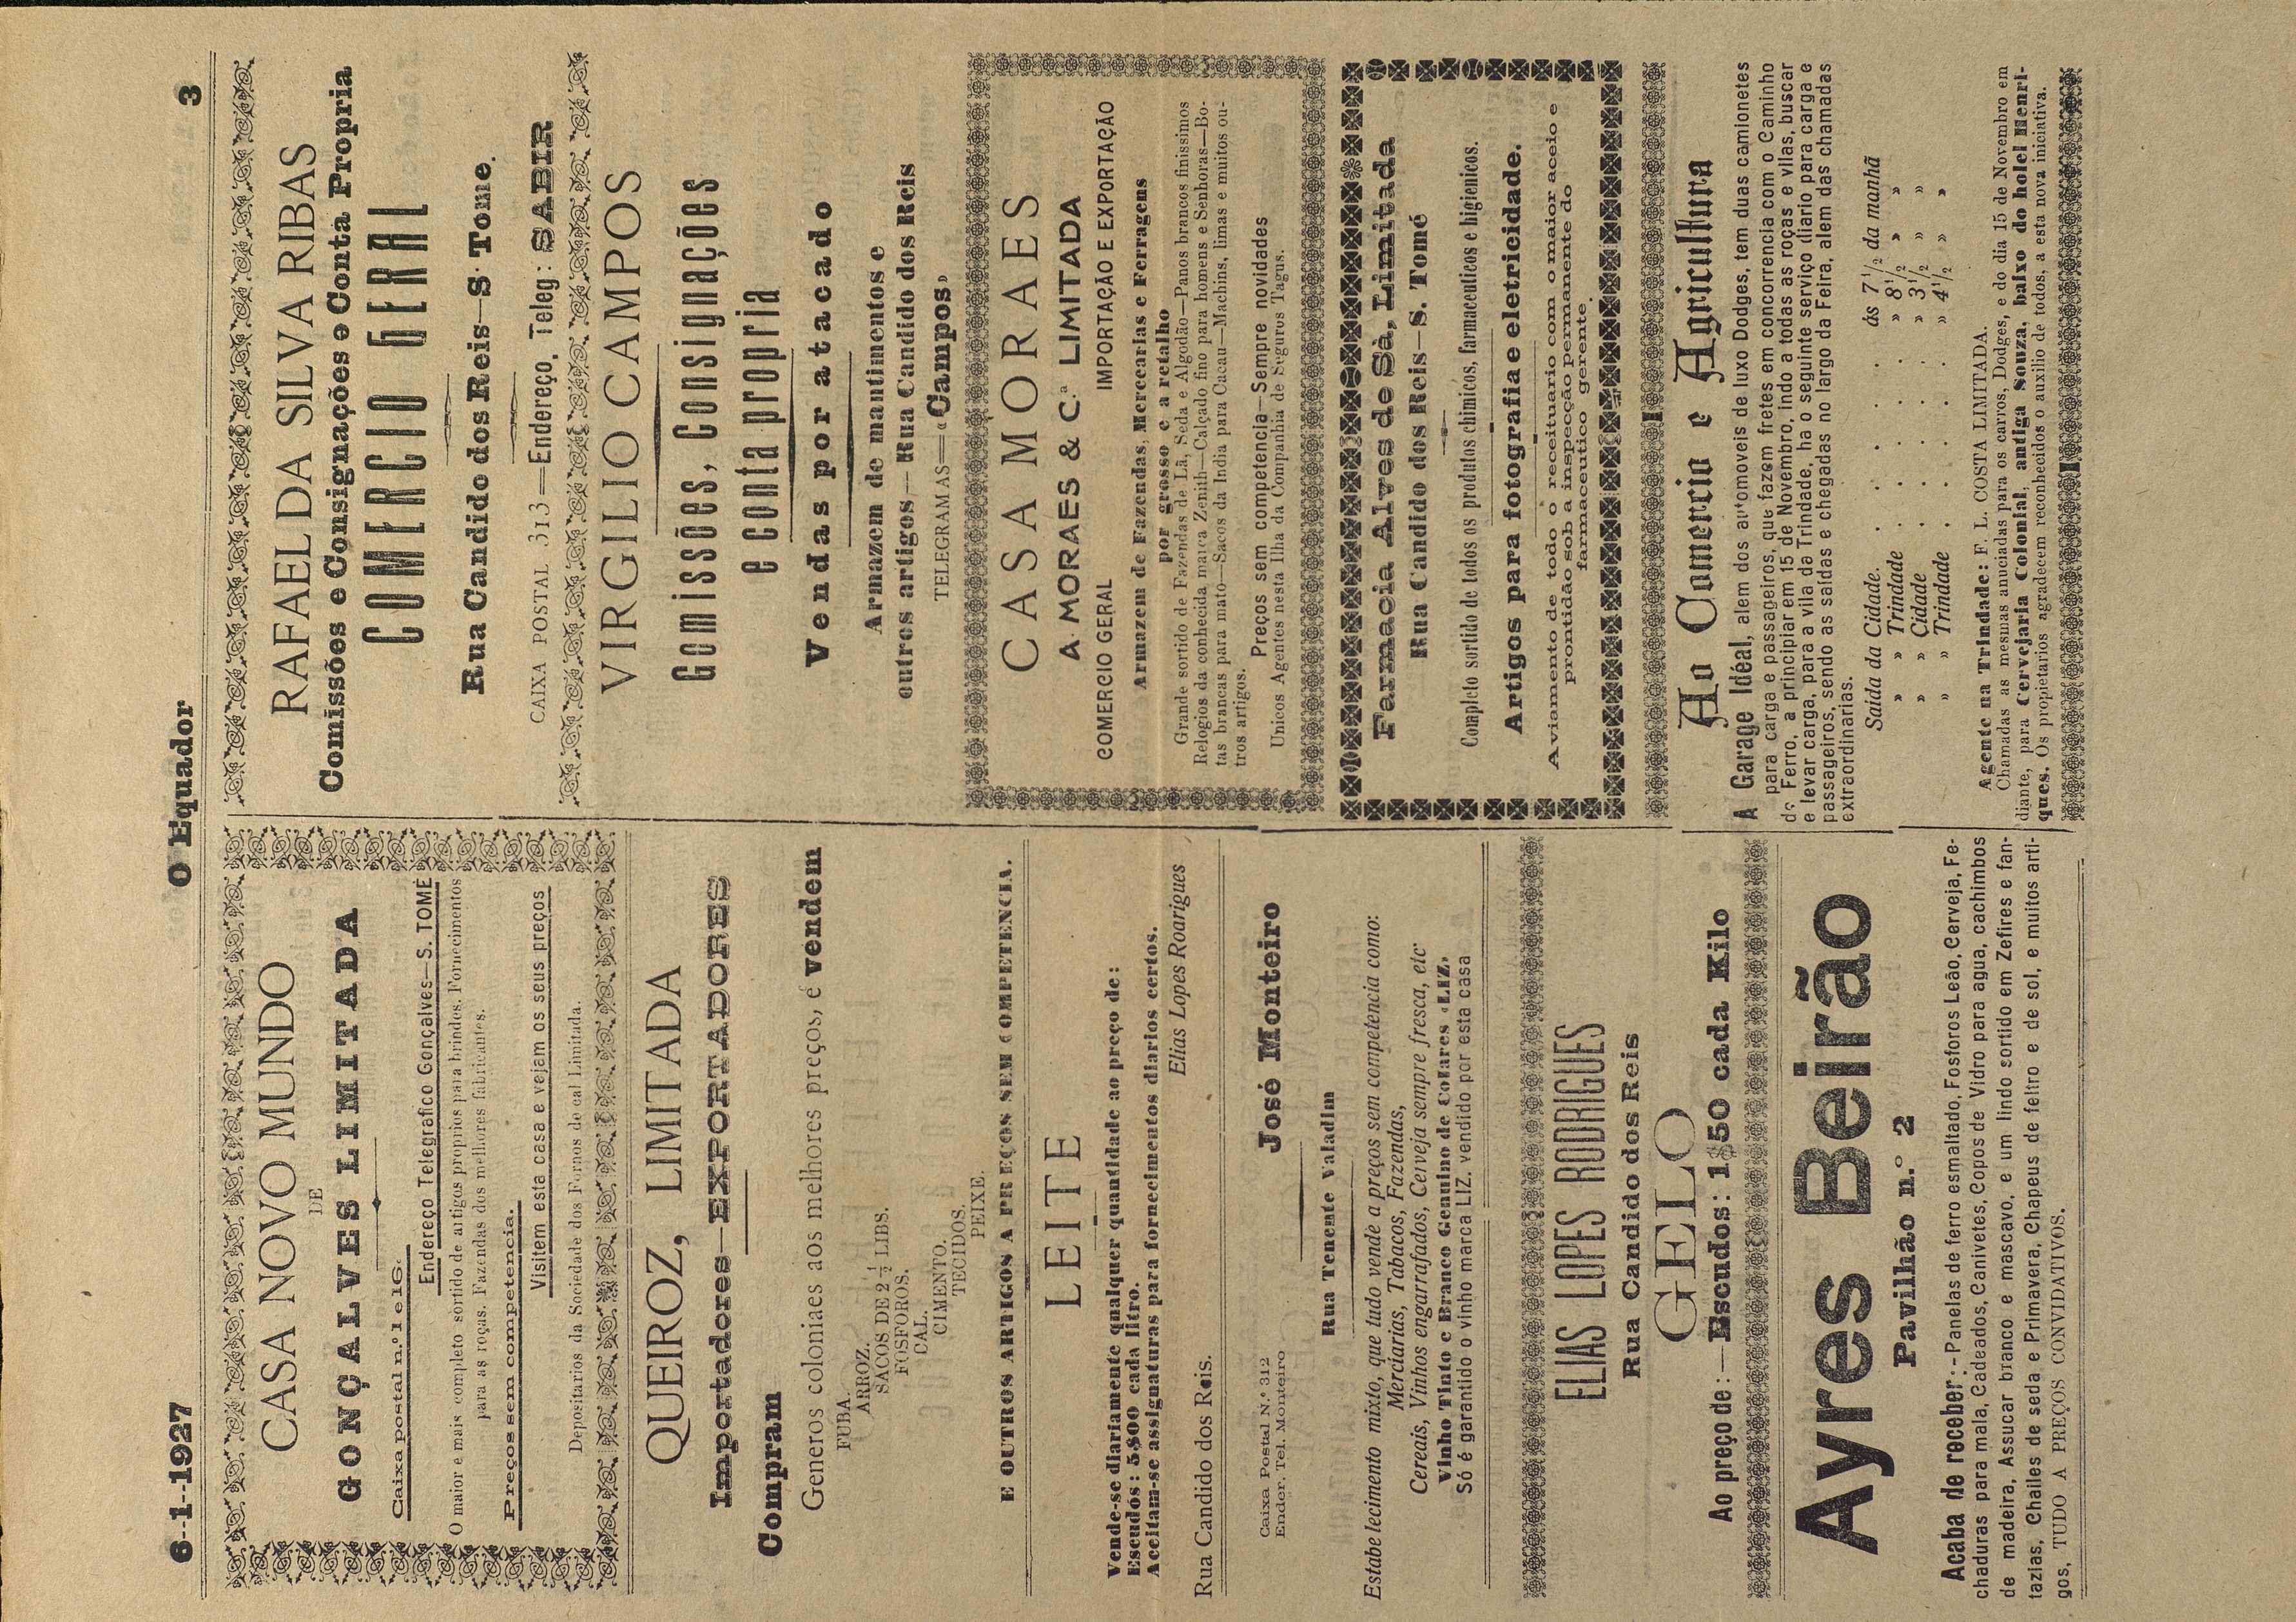 6--1--1927
O Equador
3
CASA NOVO MUNDO
DE
GONÇALVES LIMITADA
Caixa postal n.º 1 e 16.
Endereço Telegrafico Gonçalves—S. TOMÉ
O maior e mais completo sortido de artigos proprios para brindes. Fornecimentos
para as roças. Fazendas dos melhores fabricantes.
Preços sem competencia.
Visitem esta casa e vejam os seus preços
Depositarios da Sociedade dos Fornos de cal Limitada.
QUEIROZ, LIMITADA
Importadores—EXPORTADORES
Compram
Generos coloniaes aos melhores preços, e vendem
FUBA.
ARROZ.
SACOS DE 2 ½ LIBS.
FOSFOROS.
CAL.
CIMENTO.
TECIDOS.
PEIXE.
E OUTROS ARTIGOS A PREÇOS SEM COMPETENCIA.
LEITE
Vende-se diariamente qualquer quantidade ao preço de:
Escudos: 5$00 cada litro.
Aceitam-se assignaturas para fornecimentos diarios certos.
Elias Lopes Roarigues
Rua Candido dos Reis.
José Monteiro
Caixa Postal N.º 312
Ender. Tel. Monteiro
Rua Tenente Valadim
Estabe lecimento mixto, que tudo vende a preços sem competencia como:
Merciarias, Tabacos, Fazendas,
Cereais, Vinhos engarrafados, Cerveja sempre fresca, etc
Vinho Tinto e Branco Genuino de Colares «LIZ»
Só é garantido o vinho marca LIZ. vendido por esta casa
ELIAS LOPES RODRIGUES
Rua Candido dos Reis
GELO
Ao preço de:—Escudos: 1$50 cada Kilo
Ayres Beirão
Pavilhão n.º 2
Acaba de receber: - Panelas de ferro esmaltado, Fosforos Leão, Cerveja, Fe-
chaduras para mala, Cadeados, Canivetes, Copos de Vidro para agua, cachimbos
de madeira, Assucar branco e mascavo, e um lindo sortido em Zefires e fan-
tazias, Chailes de seda e Primavera, Chapeus de feltro e de sol, e muitos arti-
gos, TUDO A PREÇOS CONVIDATIVOS.
RAFAEL DA SILVA RIBAS
Comissões e Consignações e Conta Propria
COMERCIO GERAL
Rua Candido dos Reis—S. Tome.
CAIXA POSTAL 313=Endereço, Teleg: SABIR
VIRGILIO CAMPOS
Gomissões, Consignações
e conta propria
Vendas por atacado
Armazem de mantimentos e
outros artigos—Rua Candido dos Reis
TELEGRAMAS=«Campos»
CASA MORAES
A. MORAES & C.ª LIMITADA
COMERCIO GERAL
IMPORTAÇÃO E EXPORTAÇÃO
Armazem de Fazendas, Mercearias e Ferragens
por grosso e a retalho
Grande sortido de Fazendas de Lã, Seda e Algodão—Panos brancos finissimos
Relogios da conhecida marca Zenith—Calçado fino para homens e Senhoras—Bo-
tas brancas para mato—Sacos da India para Cacau—Machins, limas e muitos ou-
tros artigos.
Preços sem competencia—Sempre novidades
Unicos Agentes nesta Ilha da Companhia de Seguros Tagus.
Farmacia Alves de Sà, Limitada
Rua Candido dos Reis—S. Tomé
Completo sortido de todos os produtos chimicos, farmaceuticos e higienicos.
Artigos para fotografia e eletricidade.
Aviamento de todo o receituario com o maior aceio e
prontidão sob a inspecção permanente do
farmaceutico gerente.
Ao Comercio e Agricultura
A Garage Idéal, alem dos automoveis de luxo Dodges, tem duas camionetes
para carga e passageiros, que fazem fretes em concorrencia com o Caminho
de Ferro, a principiar em 15 de Novembro, indo a todas as roças e vilas, buscar
e levar carga, para a vila da Trindade, ha o seguinte serviço diario para carga e
passageiros, sendo as saídas e chegadas no largo da Feira, alem das chamadas
extraordinarias.
Saida da Cidade. . . . . . ás 7 1/2 da manhã
» » Trindade . . . . . » 8 1/2 » »
» » Cidade . . . . . » 3 1/2 » »
» » Trindade . . . . . » 4 1/2 » »
Agente na Trindade: F. L. COSTA LIMITADA.
Chamadas as mesmas anuciadas para os carros, Dodges, e do dia 15 de Novembro em
diante, para Cervejaria Colonial, antiga Souza, baixo do hotel Henri-
ques. Os propietarios agradecem reconhecidos o auxilio de todos, a esta nova iniciativa.